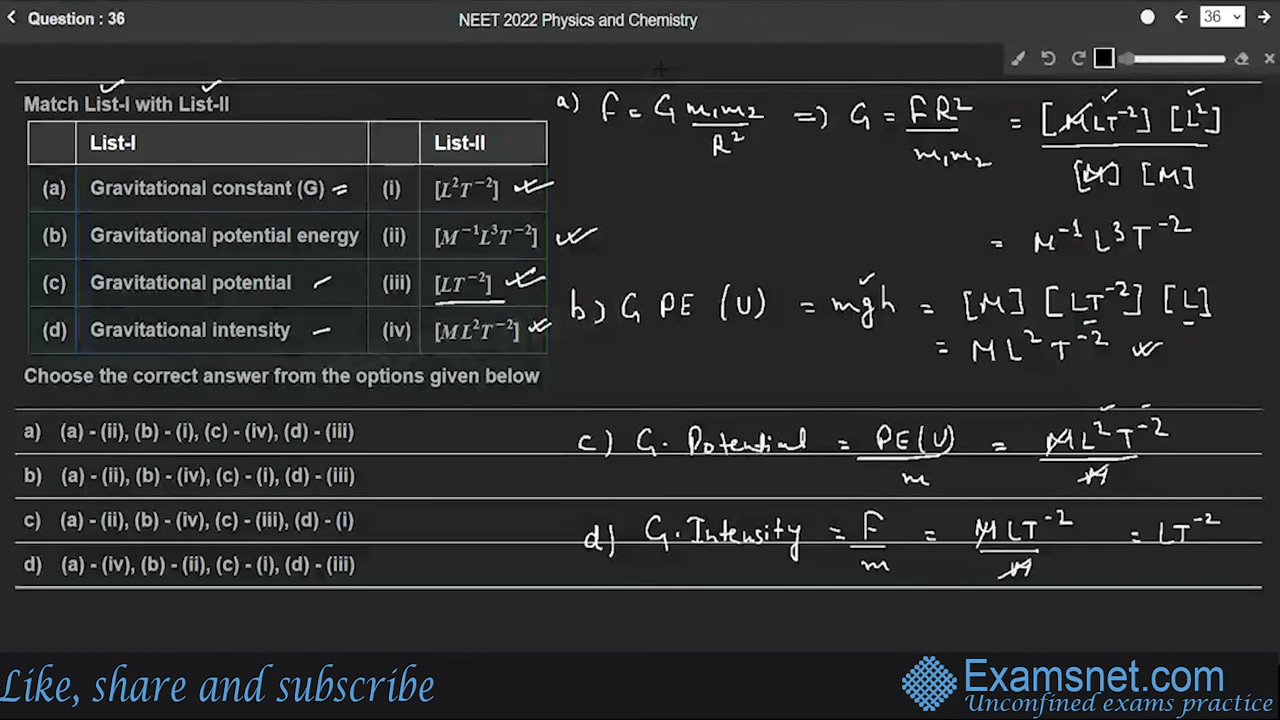 Question : 36
NEET 2022 Physics and Chemistry
36
Match List-I with List-II
List-I List-II
(a) Gravitational constant (G) = (i) [L²T⁻²]
(b) Gravitational potential energy (ii) [M⁻¹L³T⁻²]
(c) Gravitational potential (iii) [LT⁻²]
(d) Gravitational intensity (iv) [ML²T⁻²]
Choose the correct answer from the options given below
a) (a) - (ii), (b) - (i), (c) - (iv), (d) - (iii)
b) (a) - (ii), (b) - (iv), (c) - (i), (d) - (iii)
c) (a) - (ii), (b) - (iv), (c) - (iii), (d) - (i)
d) (a) - (iv), (b) - (ii), (c) - (i), (d) - (iii)
a) F = G m₁m₂ / R² => G = FR² / m₁m₂ = [MLT⁻²] [L²] / [M] [M]
= M⁻¹ L³ T⁻²
b) G PE (U) = mgh = [M] [LT⁻²] [L]
= ML² T⁻²
c) G. Potential = PE(U) / m = ML² T⁻² / M
d) G. Intensity = F / m = MLT⁻² / M = LT⁻²
Like, share and subscribe
Examsnet.com
Unconfined exams practice